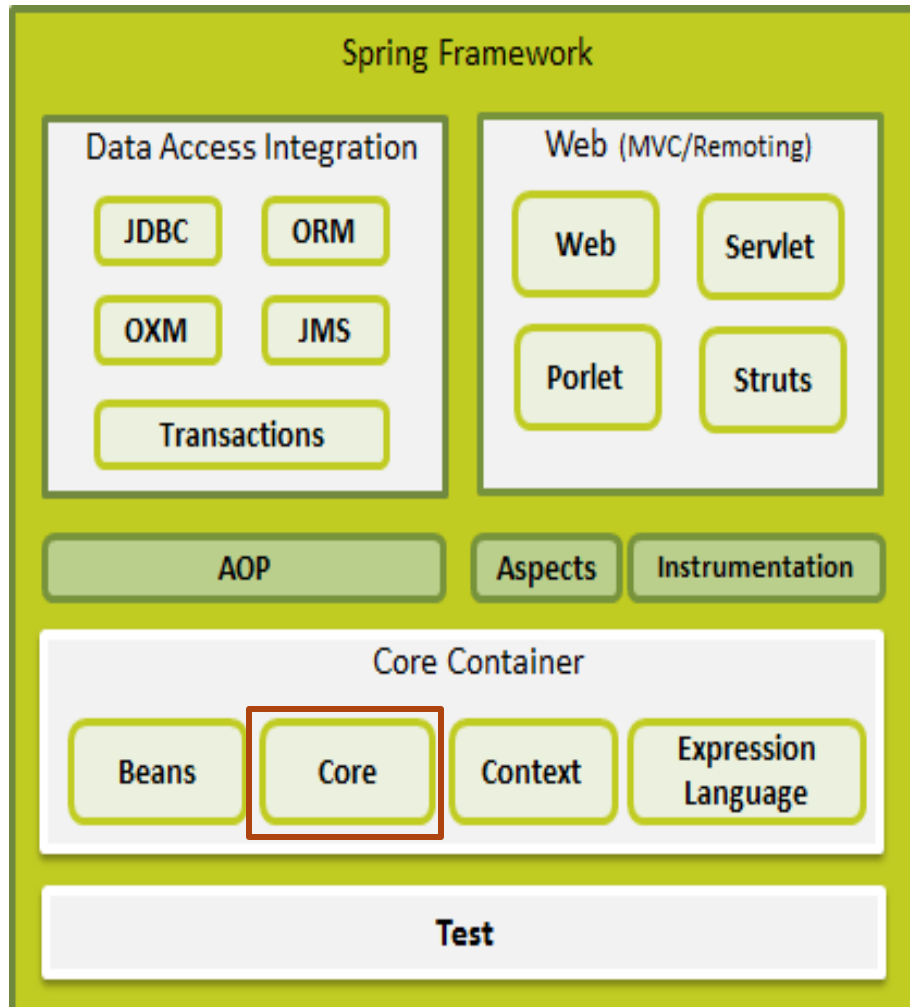 Spring Framework
Data Access Integration
JDBC
ORM
OXM
JMS
Transactions
Web (MVC/Remoting)
Web
Servlet
Porlet
Struts
AOP
Aspects
Instrumentation
Core Container
Beans
Core
Context
Expression
Language
Test